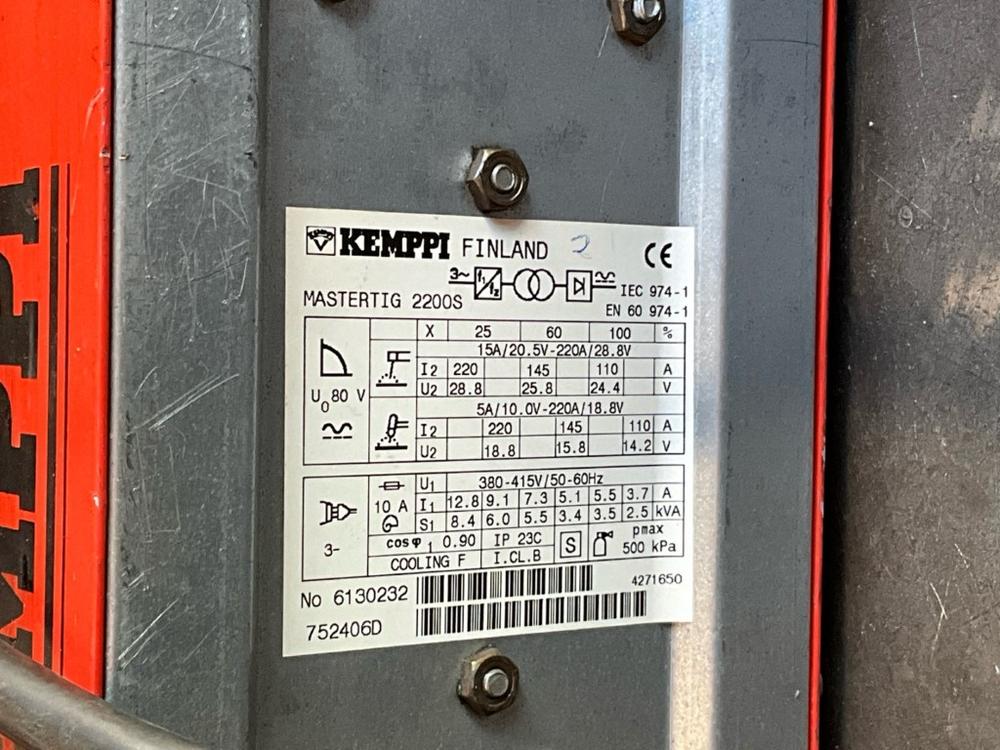 KEMPPI
KEMPPI FINLAND 2
CE
3~ f1/f2
IEC 974-1
MASTERTIG 2200S
EN 60 974-1
X 25 60 100 %
15A/20.5V-220A/28.8V
I2 220 145 110 A
U2 28.8 25.8 24.4 V
U0 80 V
5A/10.0V-220A/18.8V
I2 220 145 110 A
U2 18.8 15.8 14.2 V
U1 380-415V/50-60Hz
10 A I1 12.8 9.1 7.3 5.1 5.5 3.7 A
S1 8.4 6.0 5.5 3.4 3.5 2.5 kVA
3~
cosφ1 0.90 IP 23C S pmax
500 kPa
COOLING F I.CL.B
No 6130232 4271650
752406D